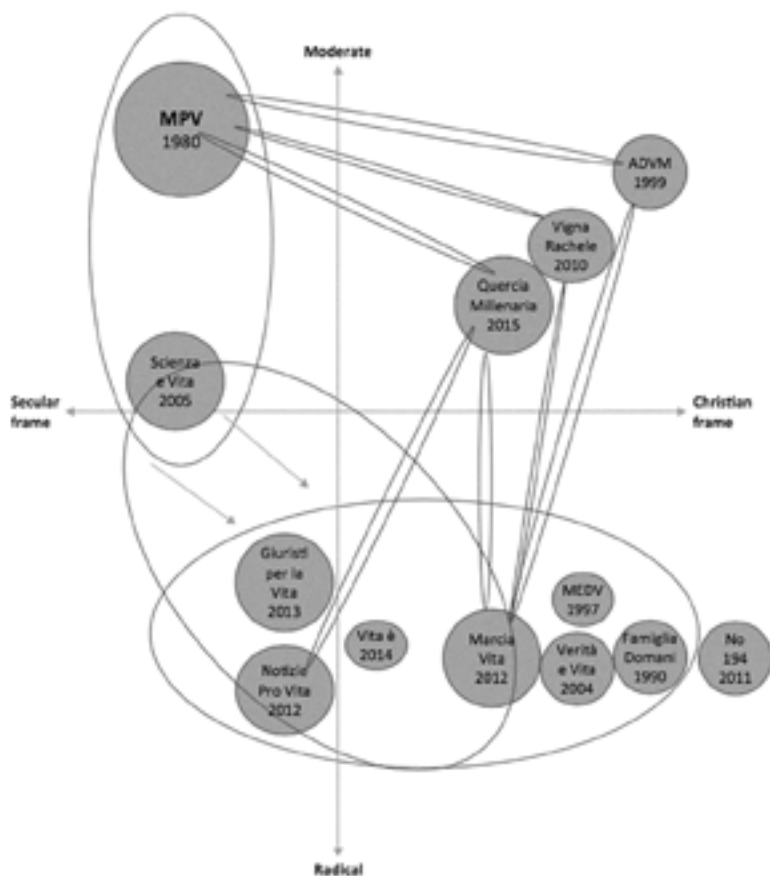 Moderate
MPV
1980
ADVM
1999
Vigna
Rachele
2010
Quercia
Millenaria
2015
Scienza
e Vita
2005
Secular
frame
Christian
frame
Giuristi
per la
Vita
2013
MEDV
1997
Vita è
2014
Marcia
Vita
2012
Verità
e Vita
2004
Famiglia
Domani
1990
No
194
2011
Notizie
Pro Vita
2012
Radical